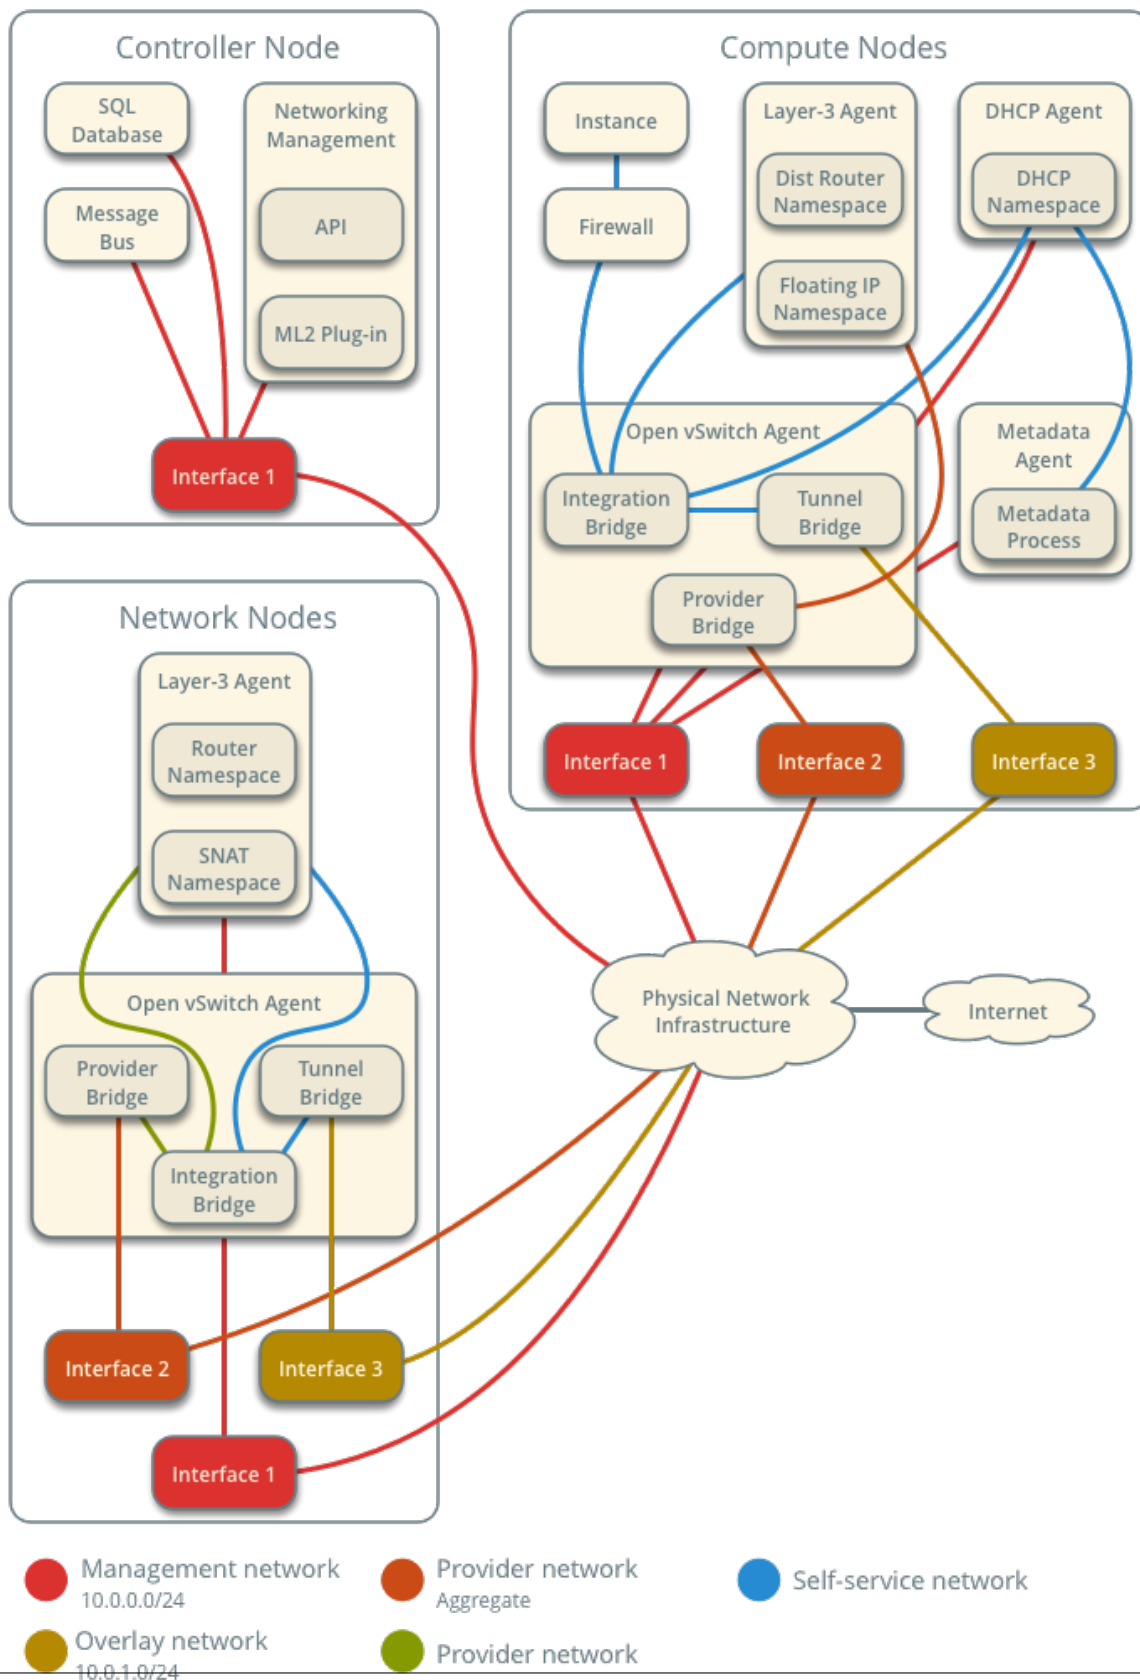 Controller Node
SQL
Database
Networking
Management
Message
Bus
API
ML2 Plug-in
Interface 1
Compute Nodes
Instance
Layer-3 Agent
DHCP Agent
Dist Router
Namespace
DHCP
Namespace
Firewall
Floating IP
Namespace
Open vSwitch Agent
Metadata
Agent
Integration
Bridge
Tunnel
Bridge
Metadata
Process
Provider
Bridge
Interface 1
Interface 2
Interface 3
Network Nodes
Layer-3 Agent
Router
Namespace
SNAT
Namespace
Open vSwitch Agent
Provider
Bridge
Tunnel
Bridge
Integration
Bridge
Interface 2
Interface 3
Interface 1
Physical Network
Infrastructure
Internet
Management network
10.0.0.0/24
Provider network
Aggregate
Self-service network
Overlay network
10.0.1.0/24
Provider network